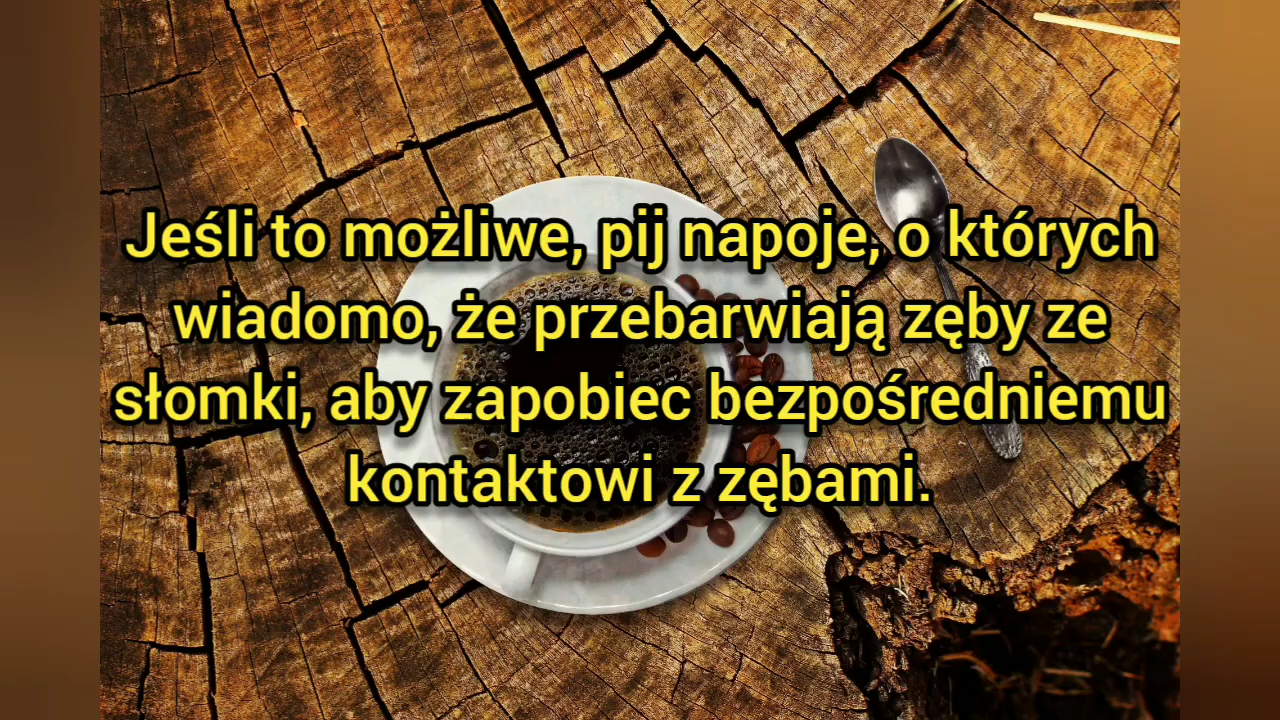 Jeśli to możliwe, pij napoje, o których
wiadomo, że przebarwiają zęby ze
słomki, aby zapobiec bezpośredniemu
kontaktowi z zębami.